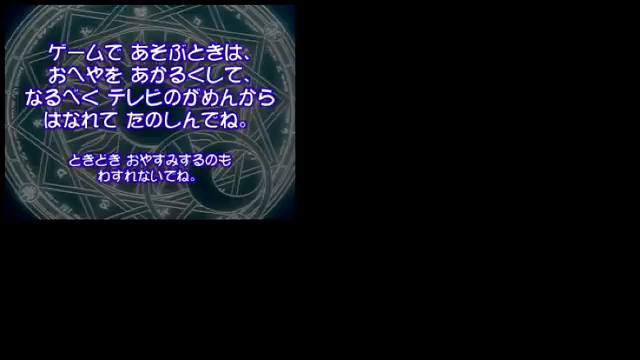 ゲームで あそぶときは、
おへやを あかるくして、
なるべく テレビのがめんから
はなれて たのしんでね。
ときどき おやすみするのも
わすれないでね。